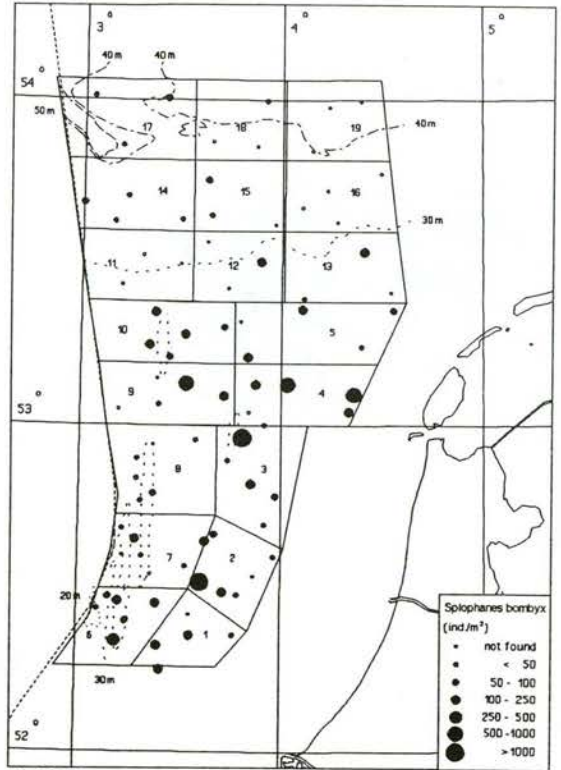 3° 4° 5°
40 m 40 m
54°
50 m
17 18 19 40 m
14 15 16
30 m
11 12 13
10 5
9 4
53°
8 3
7 2
20 m
6 1
30 m
52°
Spiophanes bombyx
(ind./m²)
not found
< 50
50 - 100
100 - 250
250 - 500
500 - 1000
> 1000